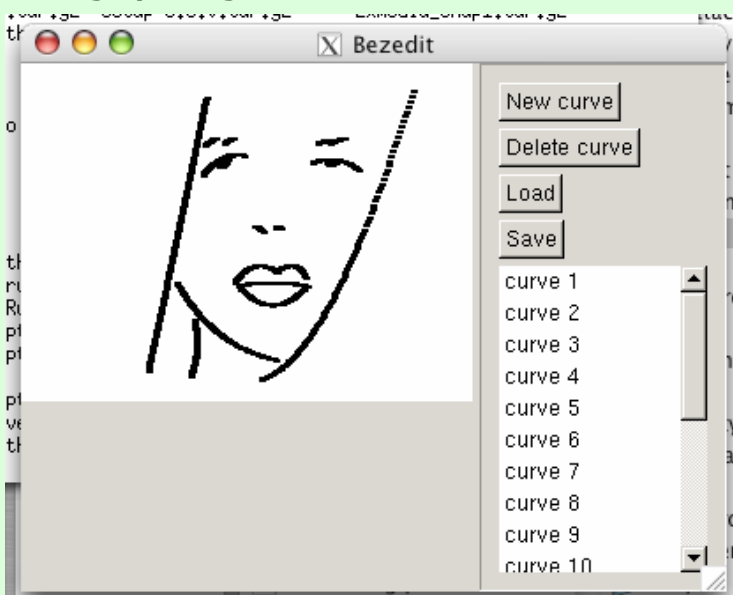 Bezedit
New curve
Delete curve
Load
Save
curve 1
curve 2
curve 3
curve 4
curve 5
curve 6
curve 7
curve 8
curve 9
curve 10